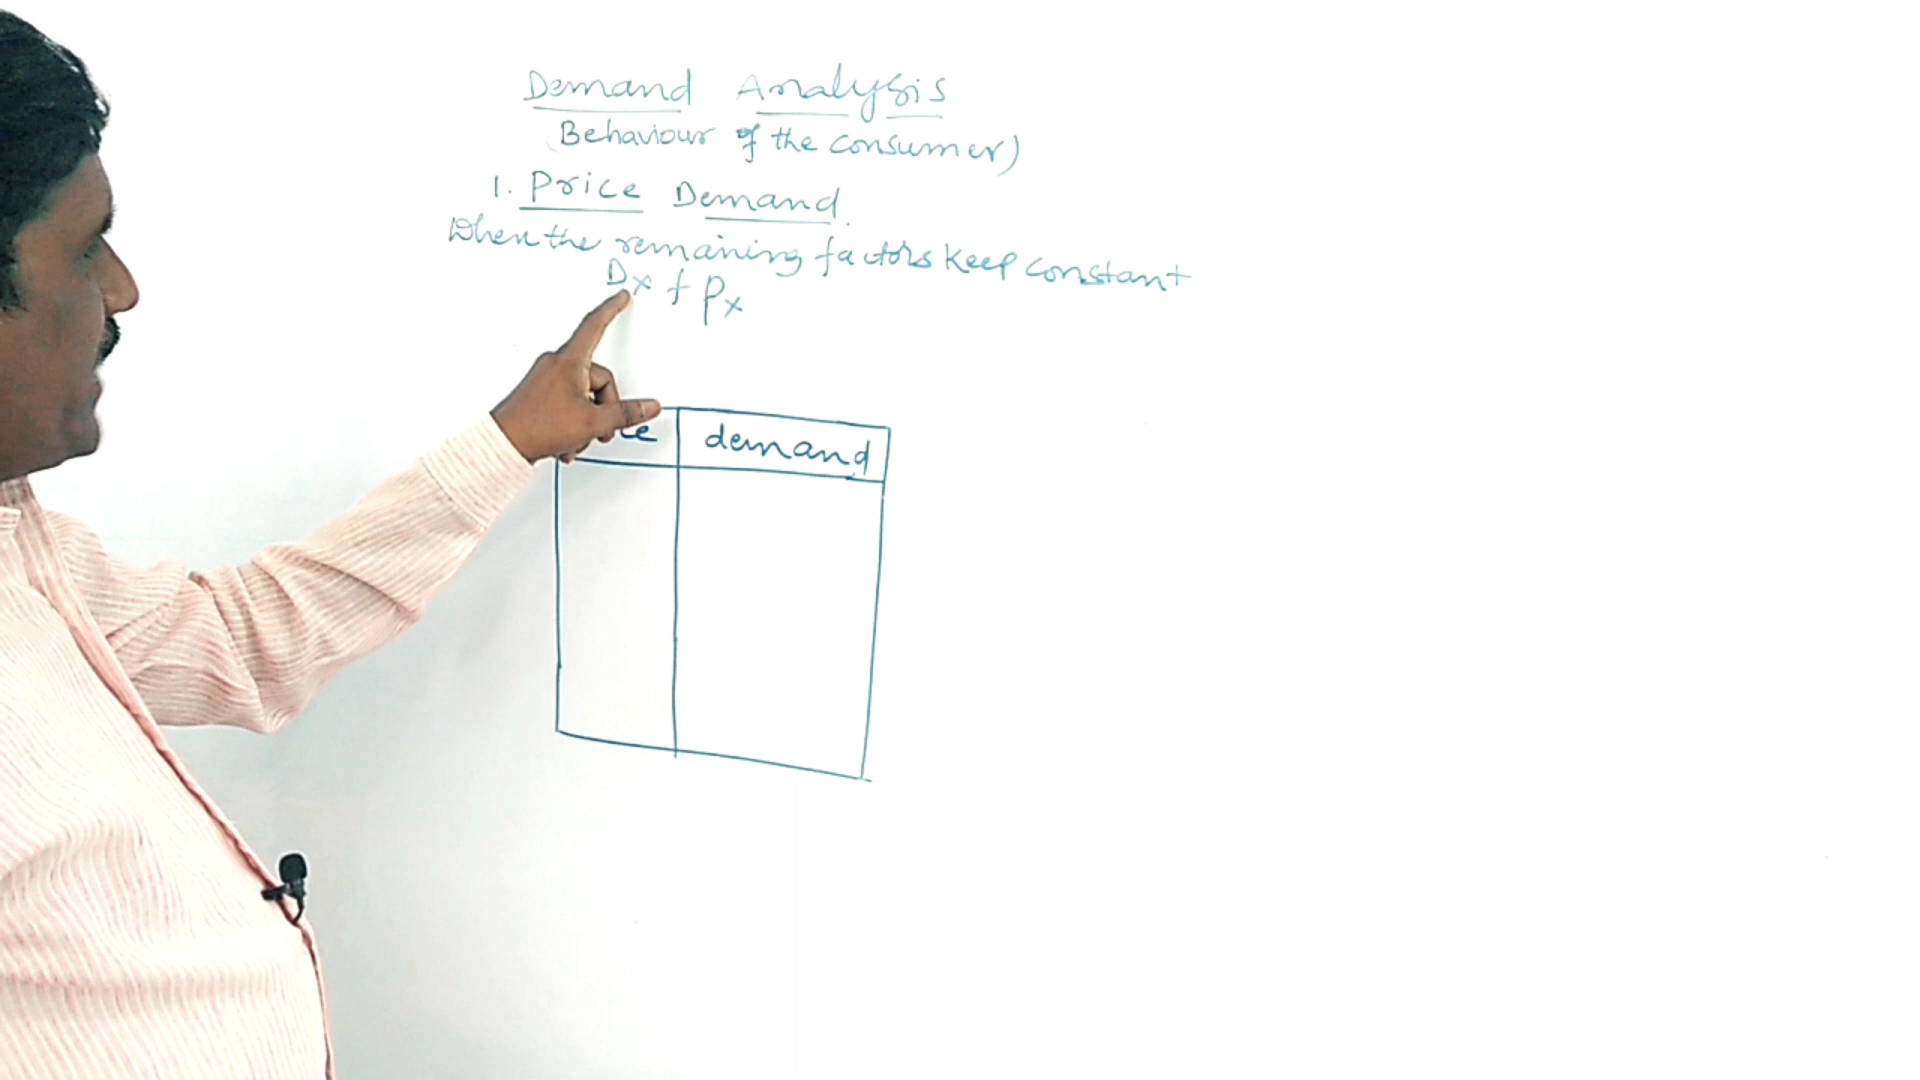 Demand Analysis
(Behaviour of the consumer)
1. Price Demand.
When the remaining factors keep constant
Dx f Px
demand